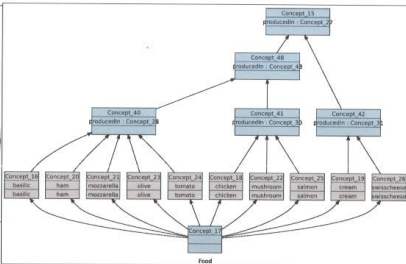 Concept_15
producedIn : Concept_27
Concept_48
producedIn : Concept_43
Concept_40
producedIn : Concept_28
Concept_41
producedIn : Concept_30
Concept_42
producedIn : Concept_31
Concept_16
basilic
basilic
Concept_20
ham
ham
Concept_21
mozzarella
mozzarella
Concept_23
olive
olive
Concept_24
tomato
tomato
Concept_18
chicken
chicken
Concept_22
mushroom
mushroom
Concept_25
salmon
salmon
Concept_19
cream
cream
Concept_26
swisscheese
swisscheese
Concept_17
Food